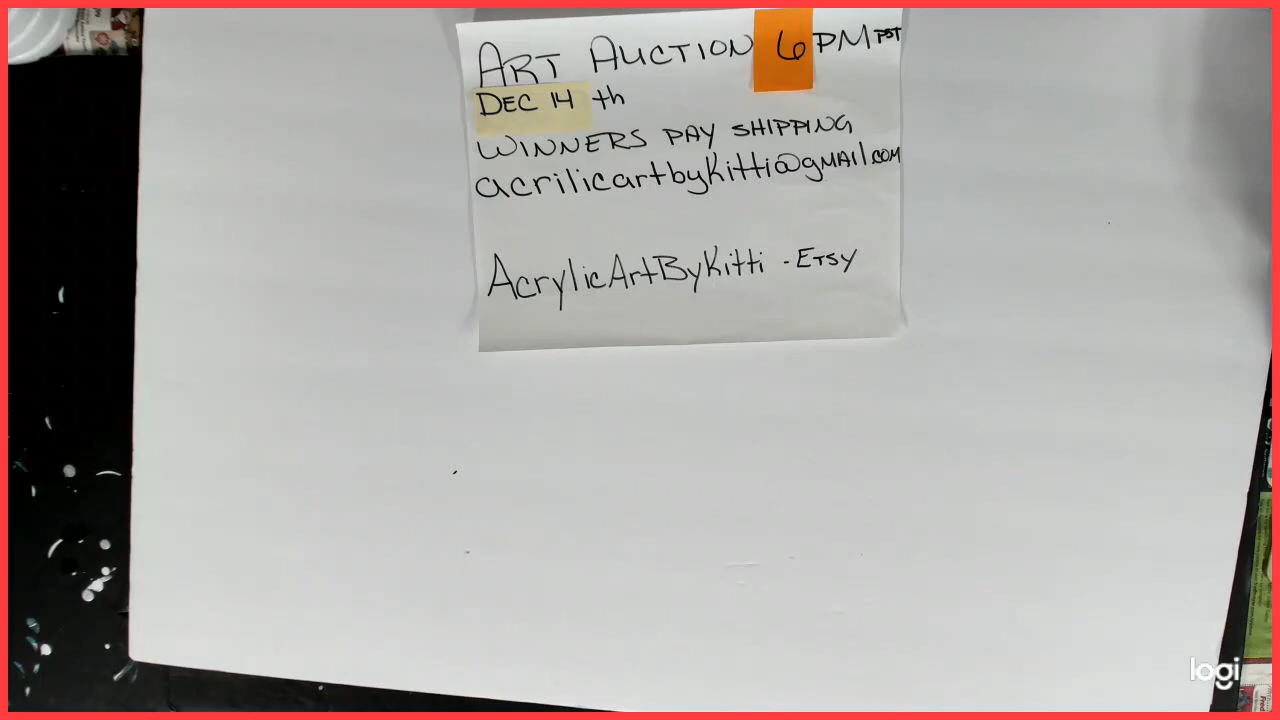 ART AUCTION 6PM PST
DEC 14 th
WINNERS PAY SHIPPING
acrilicartbykitti@gmail.com
AcrylicArtByKitti - ETSY
logi